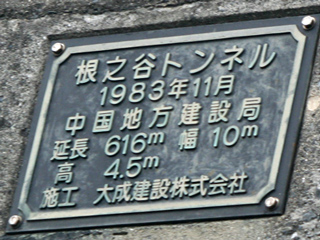 根之谷トンネル
1983年11月
中国地方建設局
延長 616m 幅 10m
高 4.5m
施工 大成建設株式会社